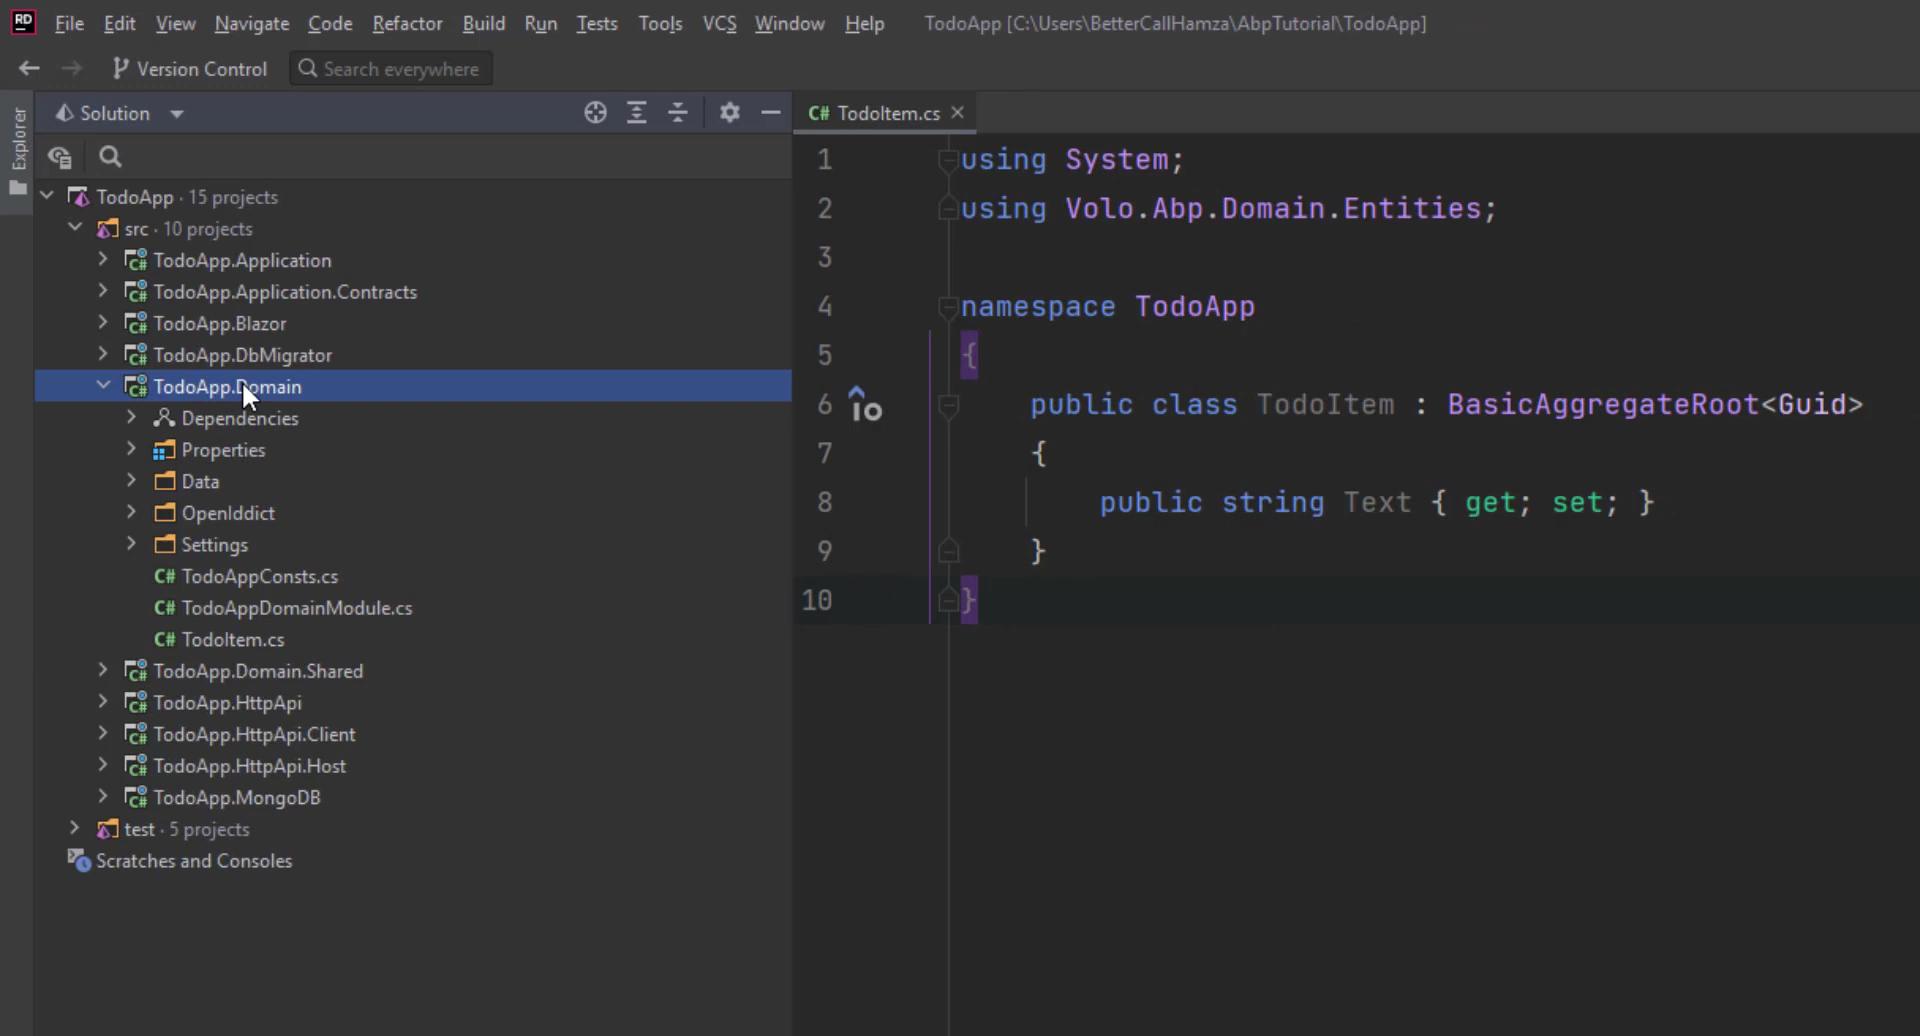 RD File Edit View Navigate Code Refactor Build Run Tests Tools VCS Window Help TodoApp [C:\Users\BetterCallHamza\AbpTutorial\TodoApp]
Version Control Search everywhere
Explorer
Solution
TodoApp · 15 projects
src · 10 projects
C# TodoApp.Application
C# TodoApp.Application.Contracts
C# TodoApp.Blazor
C# TodoApp.DbMigrator
C# TodoApp.Domain
Dependencies
Properties
Data
OpenIddict
Settings
C# TodoAppConsts.cs
C# TodoAppDomainModule.cs
C# TodoItem.cs
C# TodoApp.Domain.Shared
C# TodoApp.HttpApi
C# TodoApp.HttpApi.Client
C# TodoApp.HttpApi.Host
C# TodoApp.MongoDB
test · 5 projects
Scratches and Consoles
C# TodoItem.cs
1 using System;
2 using Volo.Abp.Domain.Entities;
3
4 namespace TodoApp
5 {
6 public class TodoItem : BasicAggregateRoot<Guid>
7 {
8 public string Text { get; set; }
9 }
10 }